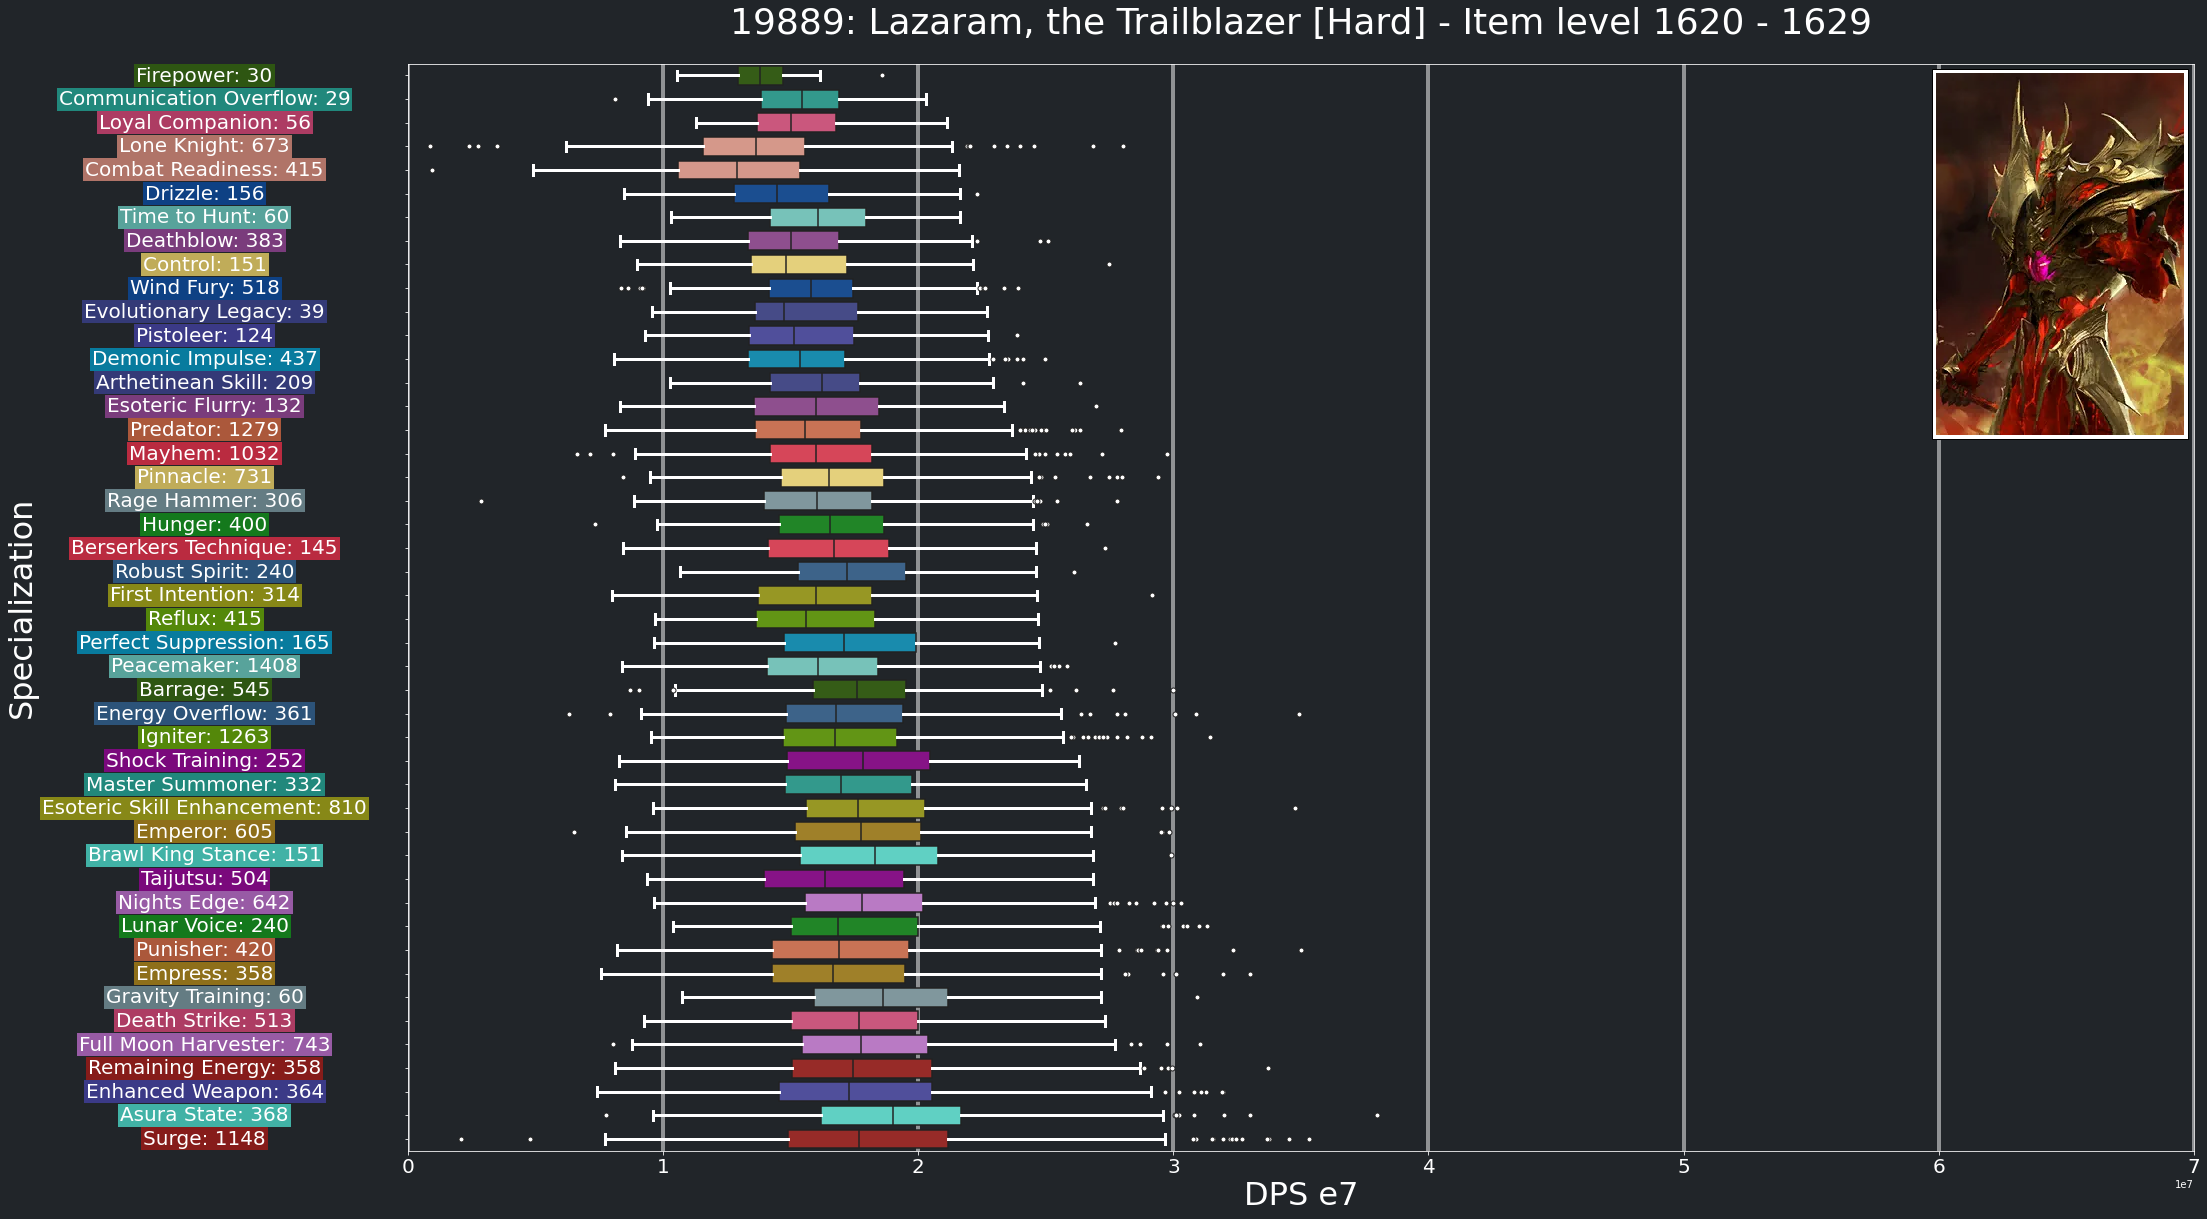 19889: Lazaram, the Trailblazer [Hard] - Item level 1620 - 1629
Specialization
Firepower: 30
Communication Overflow: 29
Loyal Companion: 56
Lone Knight: 673
Combat Readiness: 415
Drizzle: 156
Time to Hunt: 60
Deathblow: 383
Control: 151
Wind Fury: 518
Evolutionary Legacy: 39
Pistoleer: 124
Demonic Impulse: 437
Arthetinean Skill: 209
Esoteric Flurry: 132
Predator: 1279
Mayhem: 1032
Pinnacle: 731
Rage Hammer: 306
Hunger: 400
Berserkers Technique: 145
Robust Spirit: 240
First Intention: 314
Reflux: 415
Perfect Suppression: 165
Peacemaker: 1408
Barrage: 545
Energy Overflow: 361
Igniter: 1263
Shock Training: 252
Master Summoner: 332
Esoteric Skill Enhancement: 810
Emperor: 605
Brawl King Stance: 151
Taijutsu: 504
Nights Edge: 642
Lunar Voice: 240
Punisher: 420
Empress: 358
Gravity Training: 60
Death Strike: 513
Full Moon Harvester: 743
Remaining Energy: 358
Enhanced Weapon: 364
Asura State: 368
Surge: 1148
0 1 2 3 4 5 6 7
DPS e7
1e7